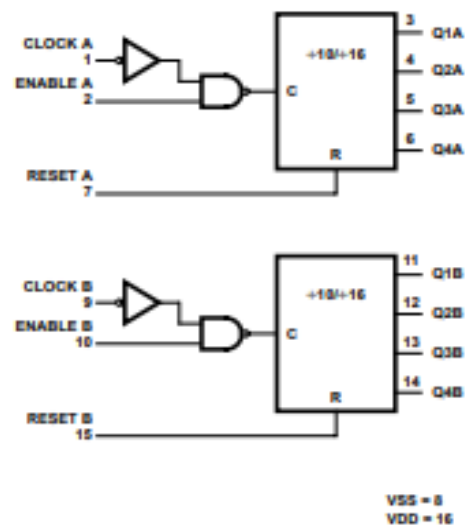 CLOCK A
1
ENABLE A
2
RESET A
7
÷10/÷16
C
R
3 Q1A
4 Q2A
5 Q3A
6 Q4A
CLOCK B
9
ENABLE B
10
RESET B
15
÷10/÷16
C
R
11 Q1B
12 Q2B
13 Q3B
14 Q4B
VSS = 8
VDD = 16